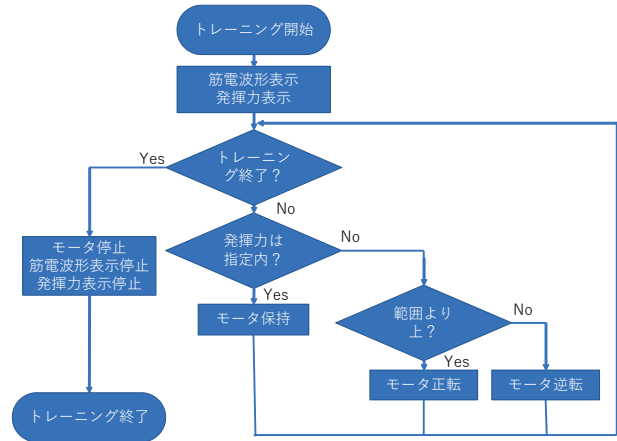 トレーニング開始
筋電波形表示
発揮力表示
トレーニン
グ終了？
Yes
No
モータ停止
筋電波形表示停止
発揮力表示停止
発揮力は
指定内？
No
Yes
モータ保持
範囲より
上？
No
Yes
モータ正転
モータ逆転
トレーニング終了